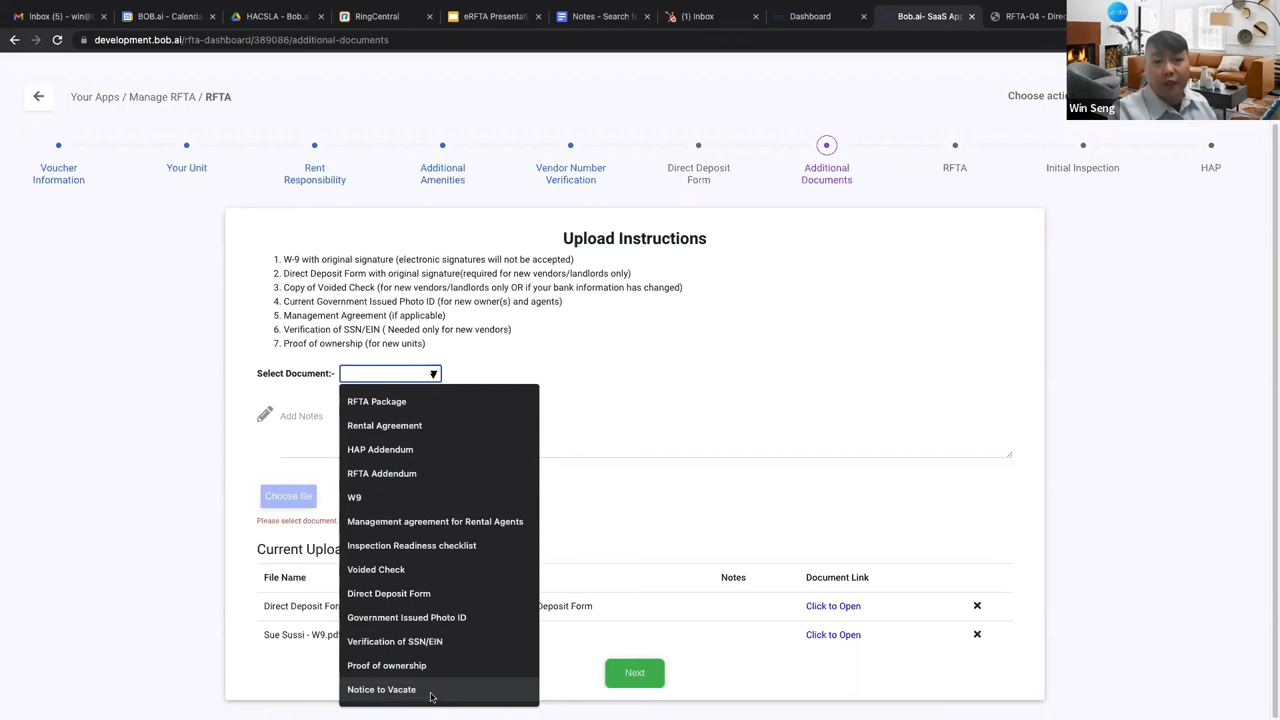 Inbox (16) - win@
BOB.ai - Calenda
HACSLA - Bob.ai
RingCentral
eRFTA Presentati
Notes - Search f
(1) Inbox
Dashboard
Bob.ai- SaaS Ap
RFTA-04 - Direc
development.bob.ai/rfta-dashboard/389086/additional-documents
Your Apps / Manage RFTA / RFTA
Choose acti
Win Seng
Voucher
Information
Your Unit
Rent
Responsibility
Additional
Amenities
Vendor Number
Verification
Direct Deposit
Form
Additional
Documents
RFTA
Initial Inspection
HAP
Upload Instructions
1. W-9 with original signature (electronic signatures will not be accepted)
2. Direct Deposit Form with original signature(required for new vendors/landlords only)
3. Copy of Voided Check (for new vendors/landlords only OR if your bank information has changed)
4. Current Government Issued Photo ID (for new owner(s) and agents)
5. Management Agreement (if applicable)
6. Verification of SSN/EIN ( Needed only for new vendors)
7. Proof of ownership (for new units)
Select Document:-
RFTA Package
Add Notes
Rental Agreement
HAP Addendum
RFTA Addendum
Choose file
W9
Please select document.
Management agreement for Rental Agents
Current Uplo
Inspection Readiness checklist
Voided Check
File Name
Notes
Document Link
Direct Deposit Form
Direct Deposit For
Deposit Form
Click to Open
Government Issued Photo ID
Sue Sussi - W9.pdf
Click to Open
Verification of SSN/EIN
Proof of ownership
Next
Notice to Vacate